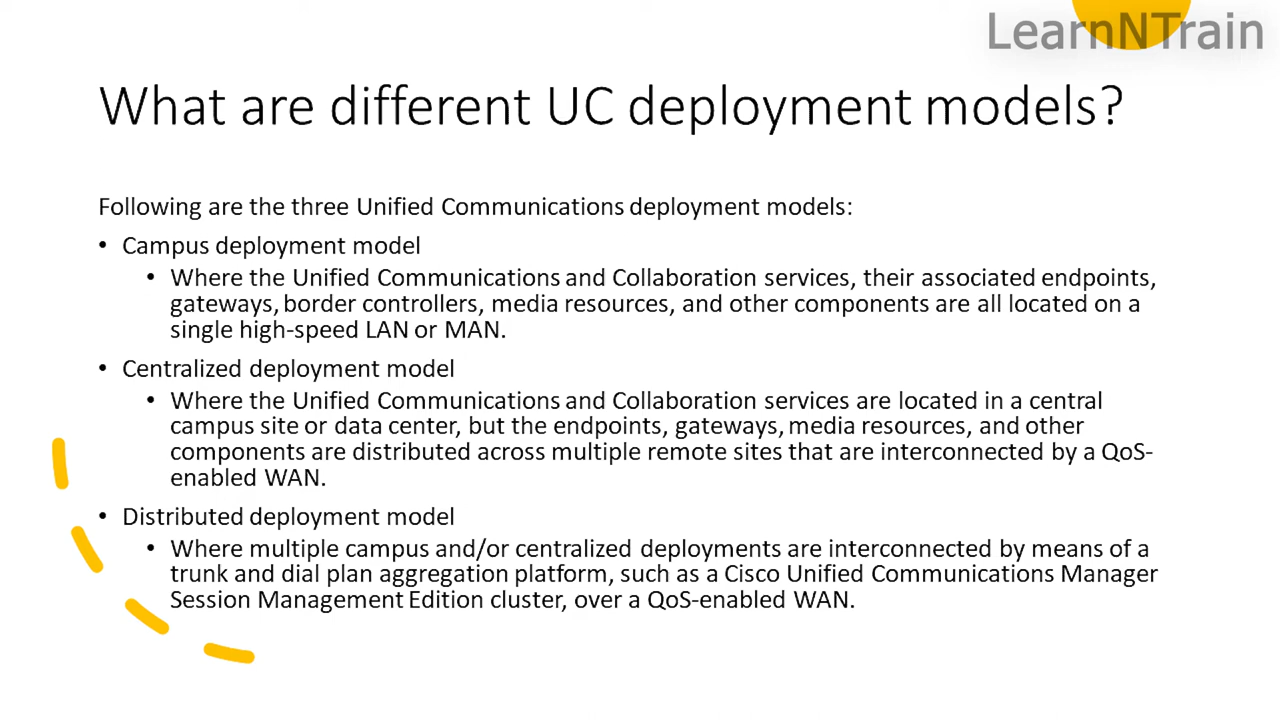 LearnNTrain
What are different UC deployment models?
Following are the three Unified Communications deployment models:
• Campus deployment model
• Where the Unified Communications and Collaboration services, their associated endpoints,
gateways, border controllers, media resources, and other components are all located on a
single high-speed LAN or MAN.
• Centralized deployment model
• Where the Unified Communications and Collaboration services are located in a central
campus site or data center, but the endpoints, gateways, media resources, and other
components are distributed across multiple remote sites that are interconnected by a QoS-
enabled WAN.
• Distributed deployment model
• Where multiple campus and/or centralized deployments are interconnected by means of a
trunk and dial plan aggregation platform, such as a Cisco Unified Communications Manager
Session Management Edition cluster, over a QoS-enabled WAN.